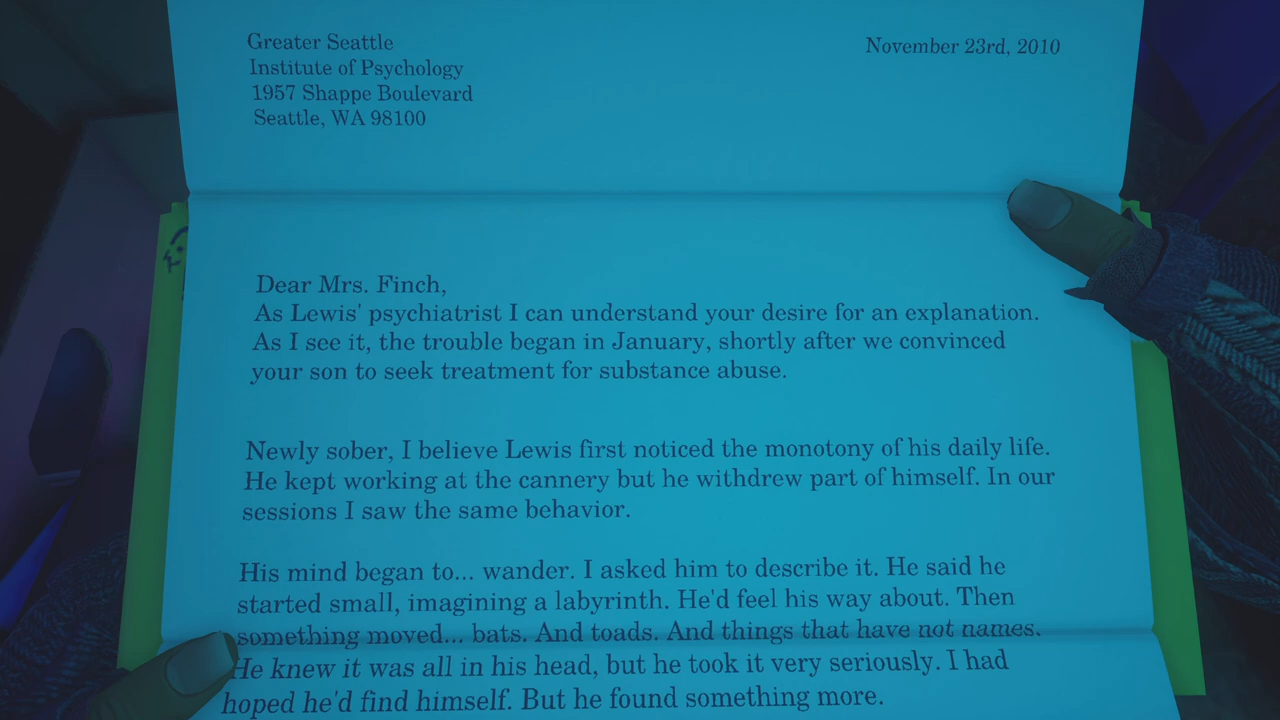 Greater Seattle
Institute of Psychology
1957 Shappe Boulevard
Seattle, WA 98100
November 23rd, 2010
Dear Mrs. Finch,
As Lewis' psychiatrist I can understand your desire for an explanation.
As I see it, the trouble began in January, shortly after we convinced
your son to seek treatment for substance abuse.
Newly sober, I believe Lewis first noticed the monotony of his daily life.
He kept working at the cannery but he withdrew part of himself. In our
sessions I saw the same behavior.
His mind began to... wander. I asked him to describe it. He said he
started small, imagining a labyrinth. He'd feel his way about. Then
something moved... bats. And toads. And things that have not names.
He knew it was all in his head, but he took it very seriously. I had
hoped he'd find himself. But he found something more.